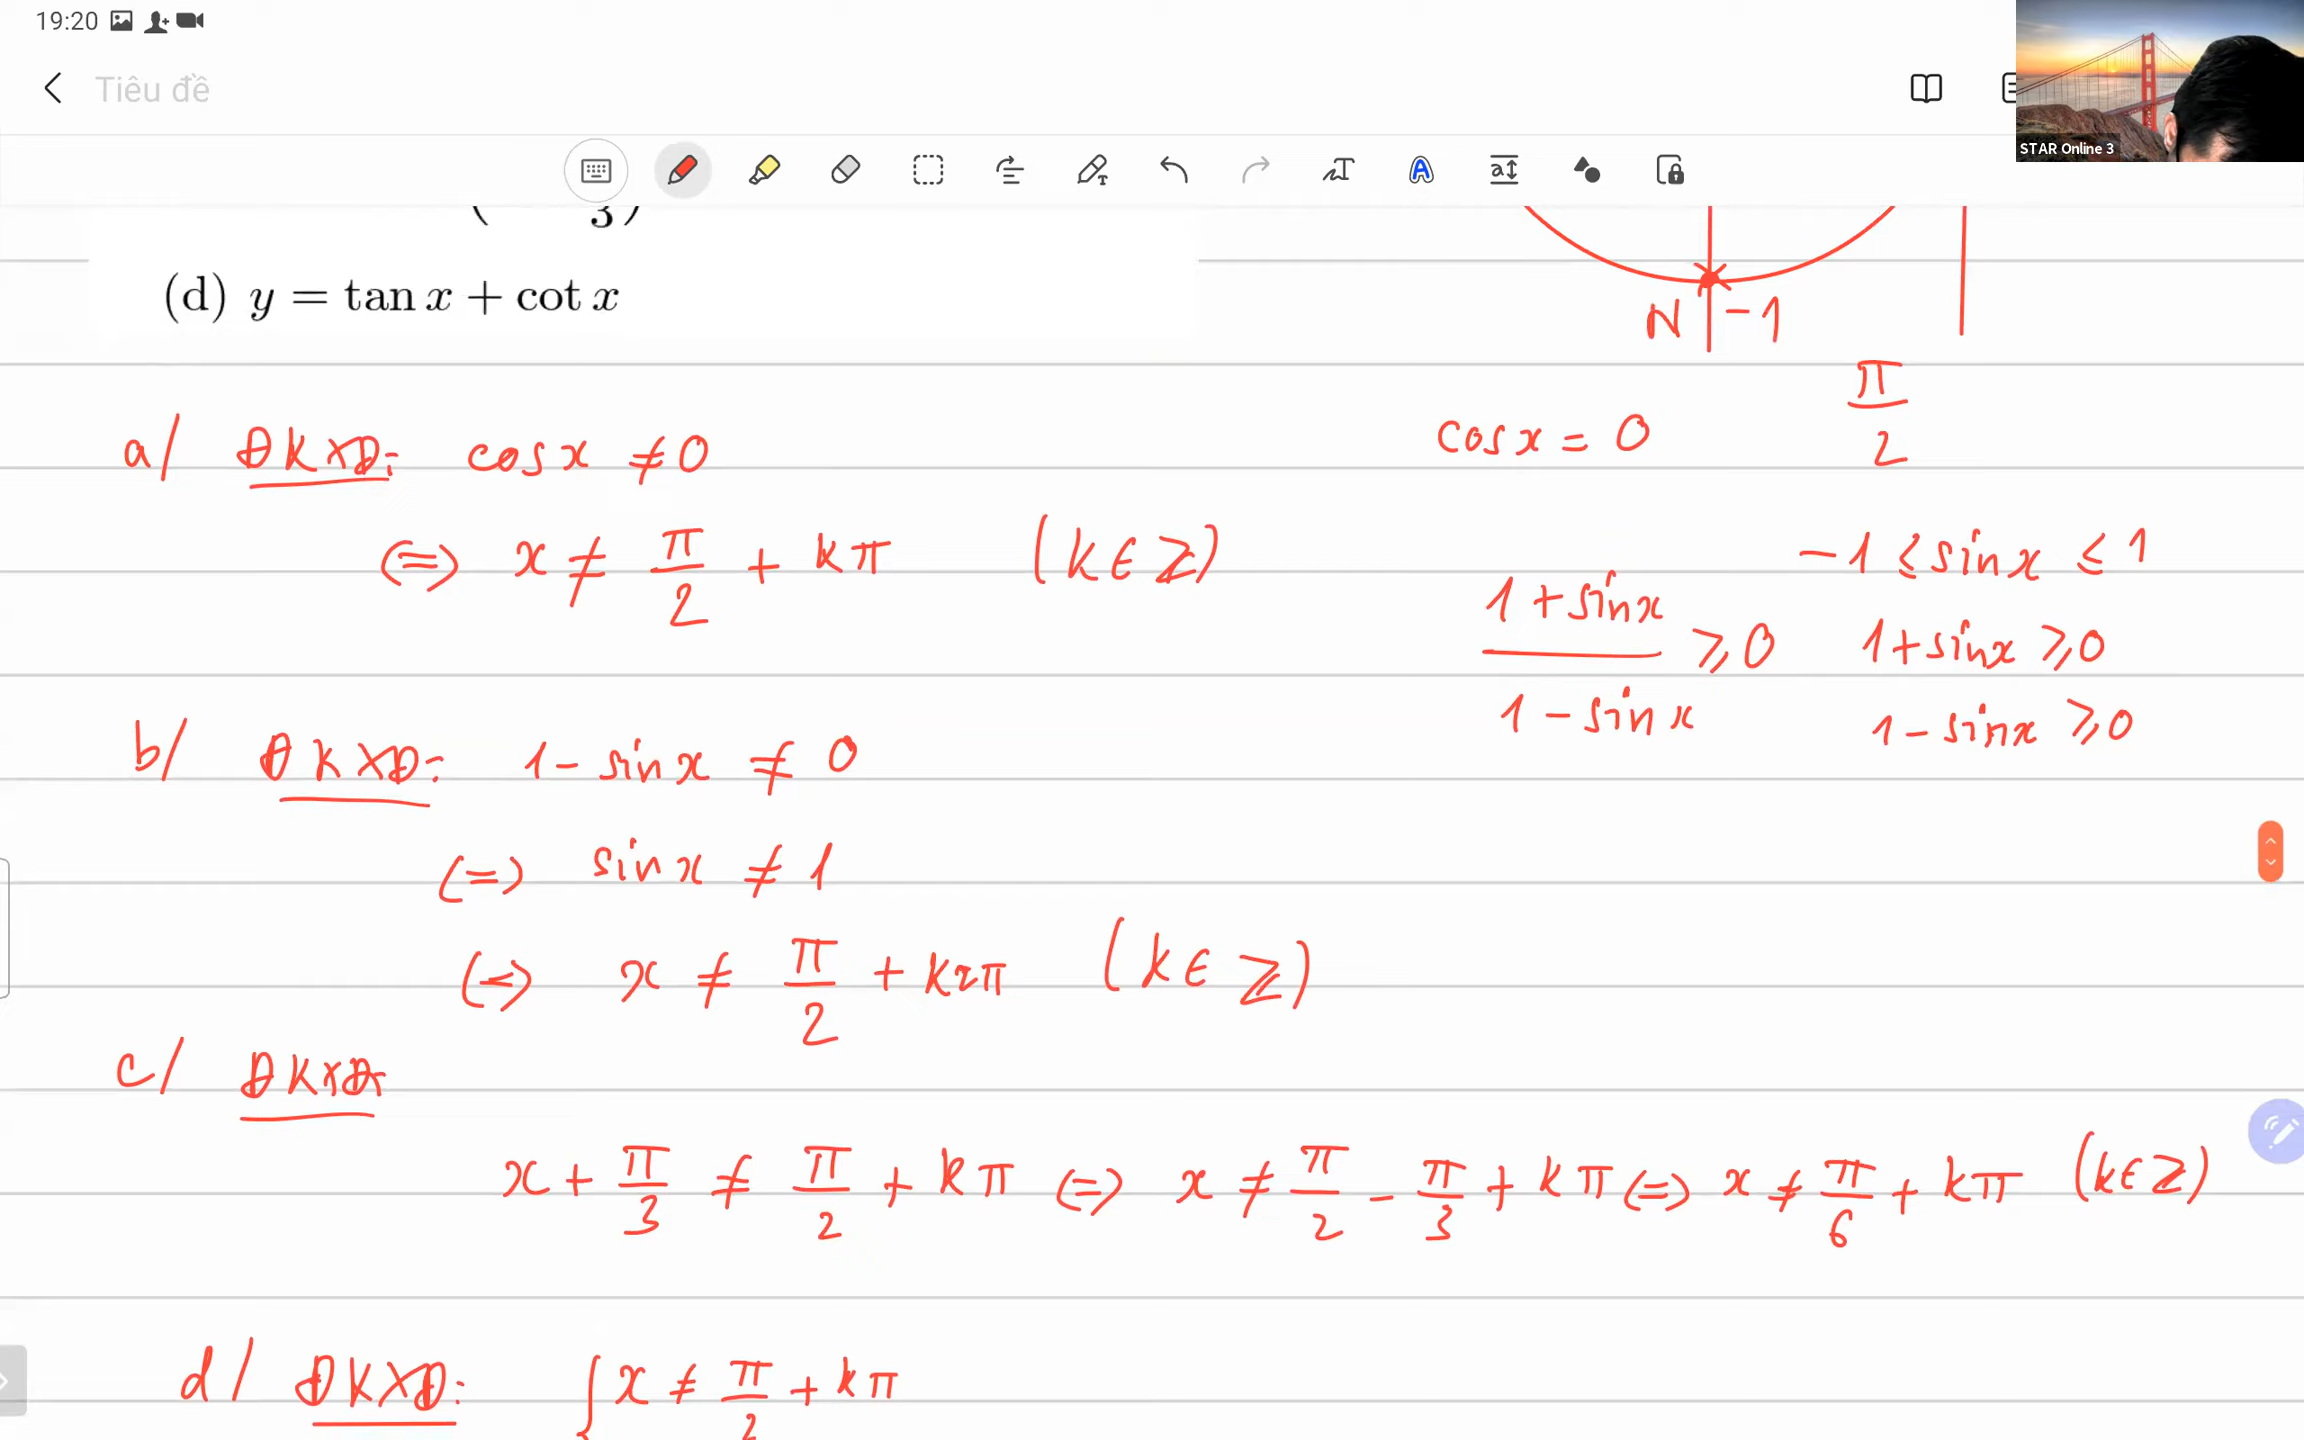 19:20
Tiêu đề
STAR Online 3
3 )
(d) y = tan x + cot x
N -1
cos x = 0
π/2
a/ ĐKXĐ: cos x ≠ 0
⇔ x ≠ π/2 + kπ (k ∈ Z)
-1 ≤ sin x ≤ 1
(1 + sin x)/(1 - sin x) ≥ 0
1 + sin x ≥ 0
1 - sin x ≥ 0
b/ ĐKXĐ: 1 - sin x ≠ 0
⇔ sin x ≠ 1
⇔ x ≠ π/2 + k2π (k ∈ Z)
c/ ĐKXĐ:
x + π/3 ≠ π/2 + kπ ⇔ x ≠ π/2 - π/3 + kπ ⇔ x ≠ π/6 + kπ (k ∈ Z)
d/ ĐKXĐ: { x ≠ π/2 + kπ